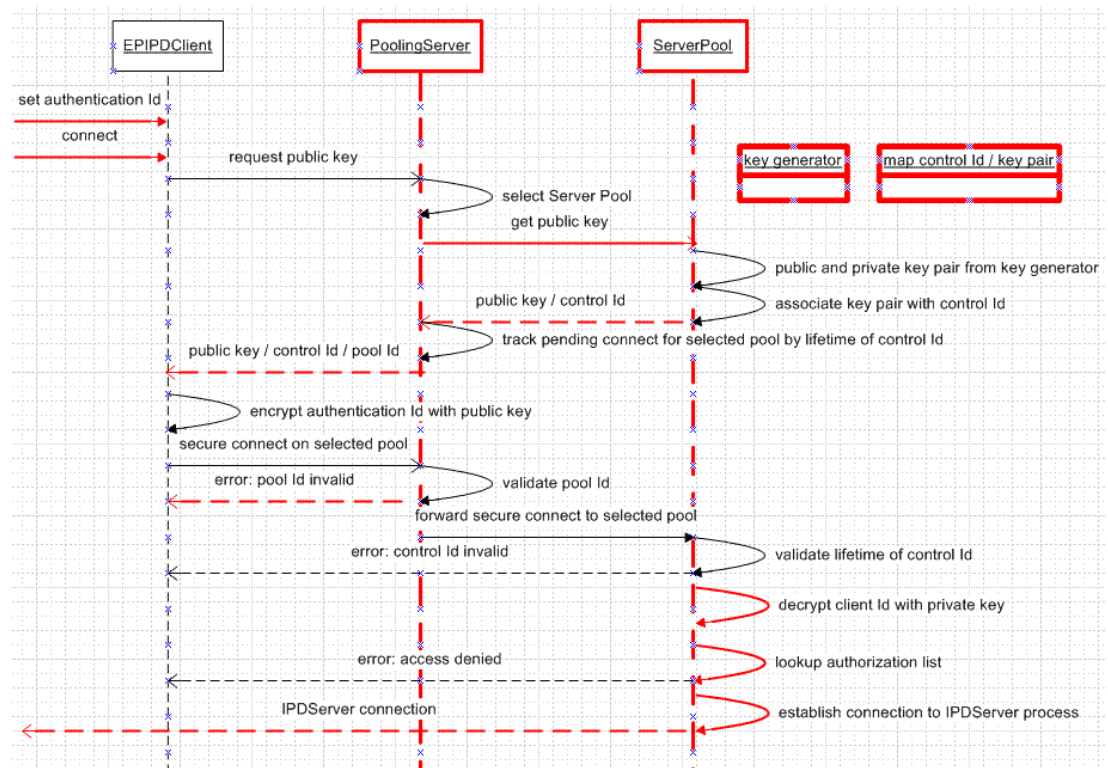 EPIPDClient
PoolingServer
ServerPool
set authentication Id
connect
request public key
key generator
map control Id / key pair
select Server Pool
get public key
public and private key pair from key generator
public key / control Id
associate key pair with control Id
track pending connect for selected pool by lifetime of control Id
public key / control Id / pool Id
encrypt authentication Id with public key
secure connect on selected pool
error: pool Id invalid
validate pool Id
forward secure connect to selected pool
error: control Id invalid
validate lifetime of control Id
decrypt client Id with private key
error: access denied
lookup authorization list
IPDServer connection
establish connection to IPDServer process